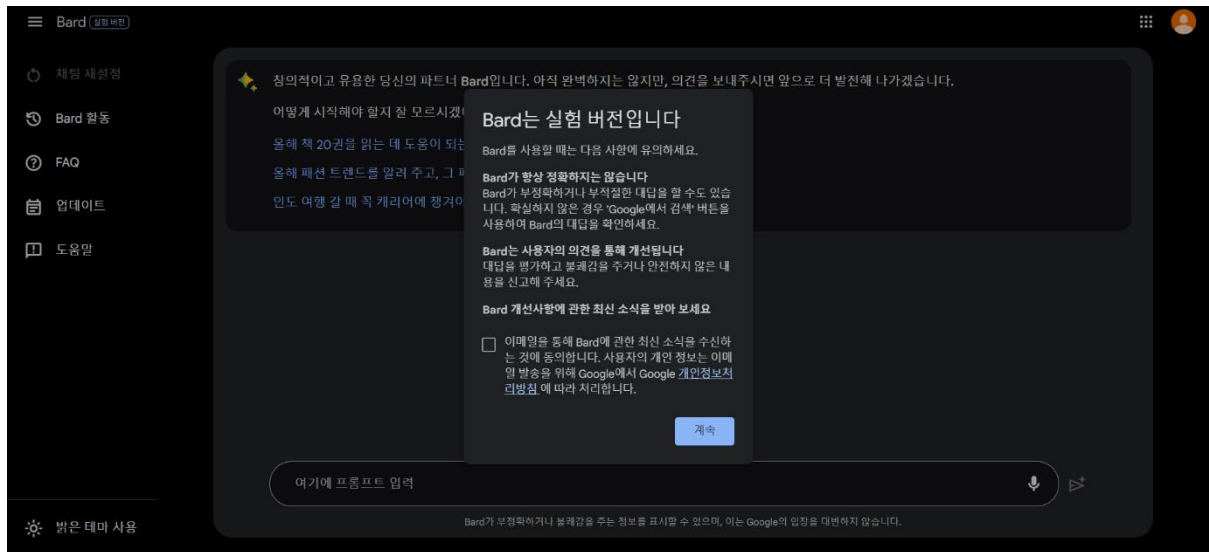 Bard 실험 버전
채팅 재설정
Bard 활동
FAQ
업데이트
도움말
밝은 테마 사용
창의적이고 유용한 당신의 파트너 Bard입니다. 아직 완벽하지는 않지만, 의견을 보내주시면 앞으로 더 발전해 나가겠습니다.
어떻게 시작해야 할지 잘 모르시겠
올해 책 20권을 읽는 데 도움이 되는
올해 패션 트렌드를 알려 주고, 그
인도 여행 갈 때 꼭 캐리어에 챙겨야
Bard는 실험 버전입니다
Bard를 사용할 때는 다음 사항에 유의하세요.
Bard가 항상 정확하지는 않습니다
Bard가 부정확하거나 부적절한 대답을 할 수도 있습
니다. 확실하지 않은 경우 'Google에서 검색' 버튼을
사용하여 Bard의 대답을 확인하세요.
Bard는 사용자의 의견을 통해 개선됩니다
대답을 평가하고 불쾌감을 주거나 안전하지 않은 내
용을 신고해 주세요.
Bard 개선사항에 관한 최신 소식을 받아 보세요
이메일을 통해 Bard에 관한 최신 소식을 수신하
는 것에 동의합니다. 사용자의 개인 정보는 이메
일 발송을 위해 Google에서 Google 개인정보처
리방침 에 따라 처리합니다.
계속
여기에 프롬프트 입력
Bard가 부정확하거나 불쾌감을 주는 정보를 표시할 수 있으며, 이는 Google의 입장을 대변하지 않습니다.